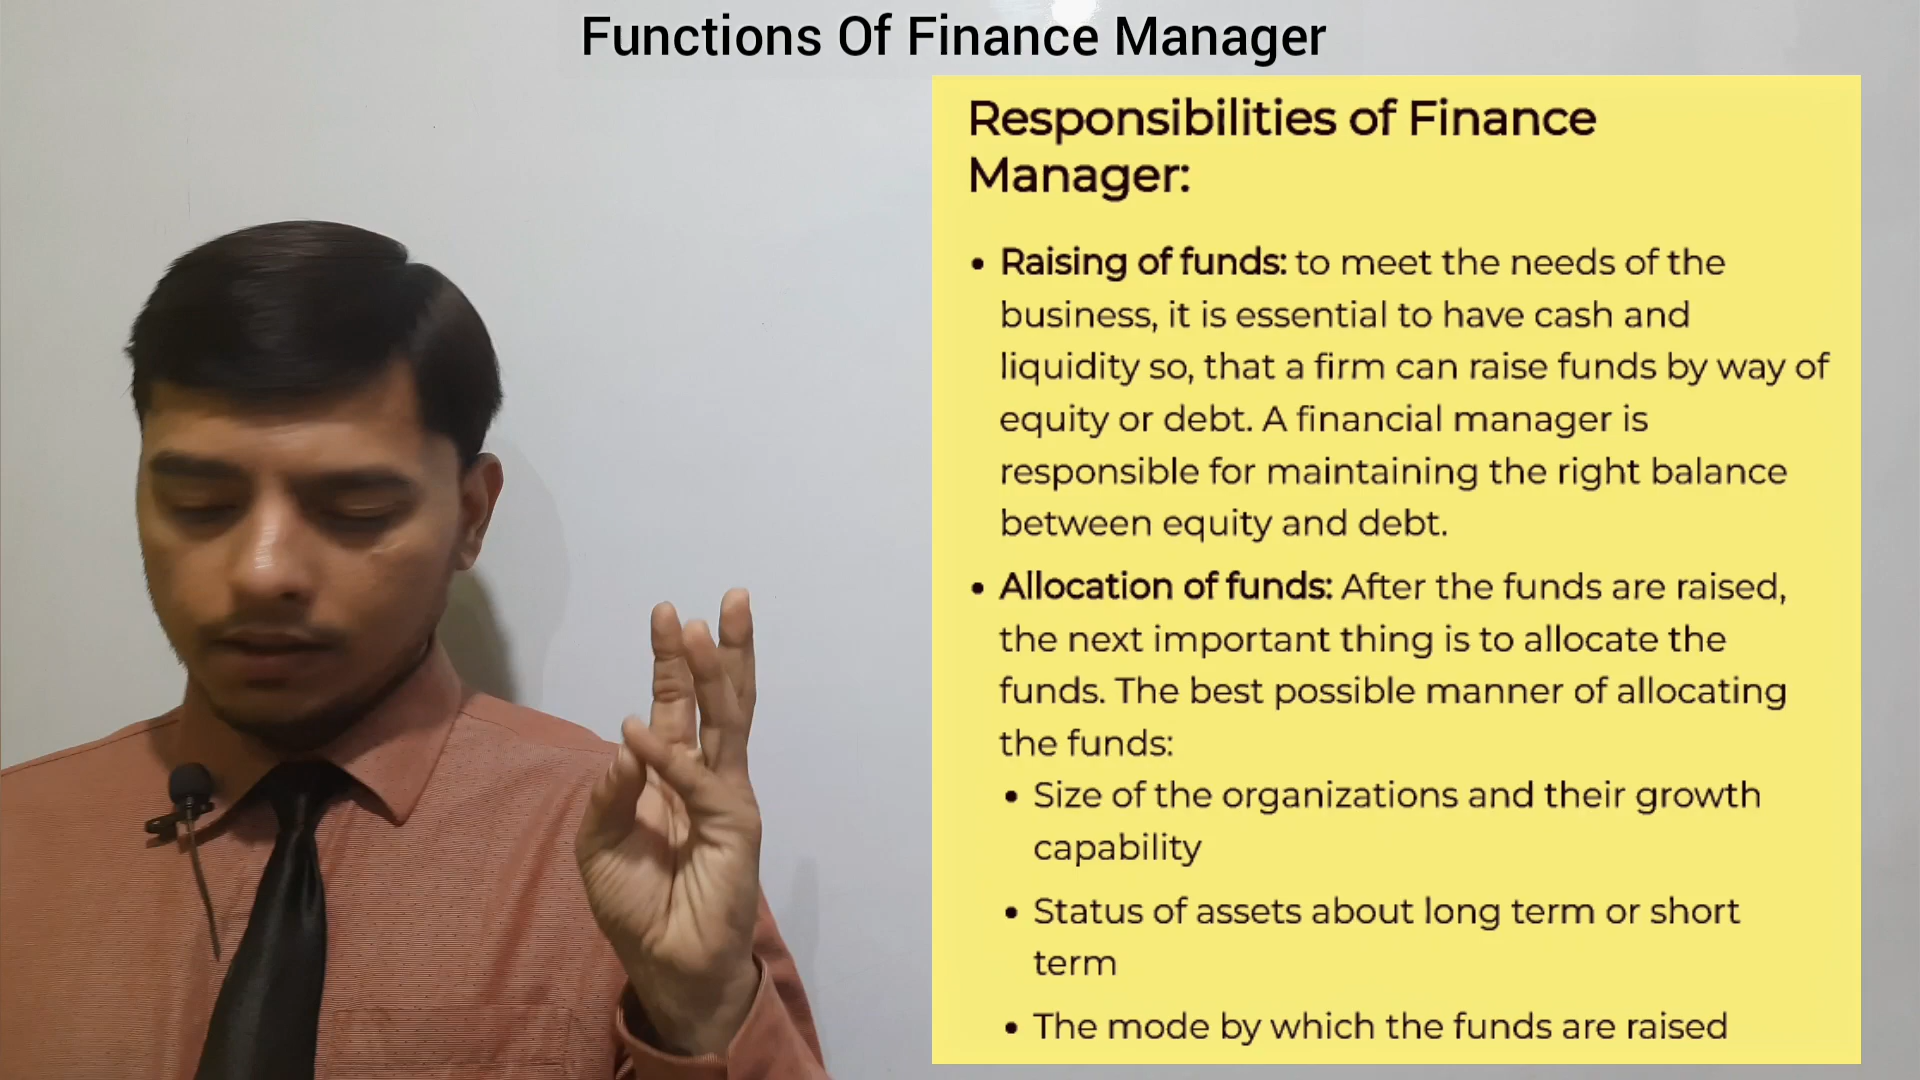 Functions Of Finance Manager
Responsibilities of Finance
Manager:
• Raising of funds: to meet the needs of the
business, it is essential to have cash and
liquidity so, that a firm can raise funds by way of
equity or debt. A financial manager is
responsible for maintaining the right balance
between equity and debt.
• Allocation of funds: After the funds are raised,
the next important thing is to allocate the
funds. The best possible manner of allocating
the funds:
• Size of the organizations and their growth
capability
• Status of assets about long term or short
term
• The mode by which the funds are raised